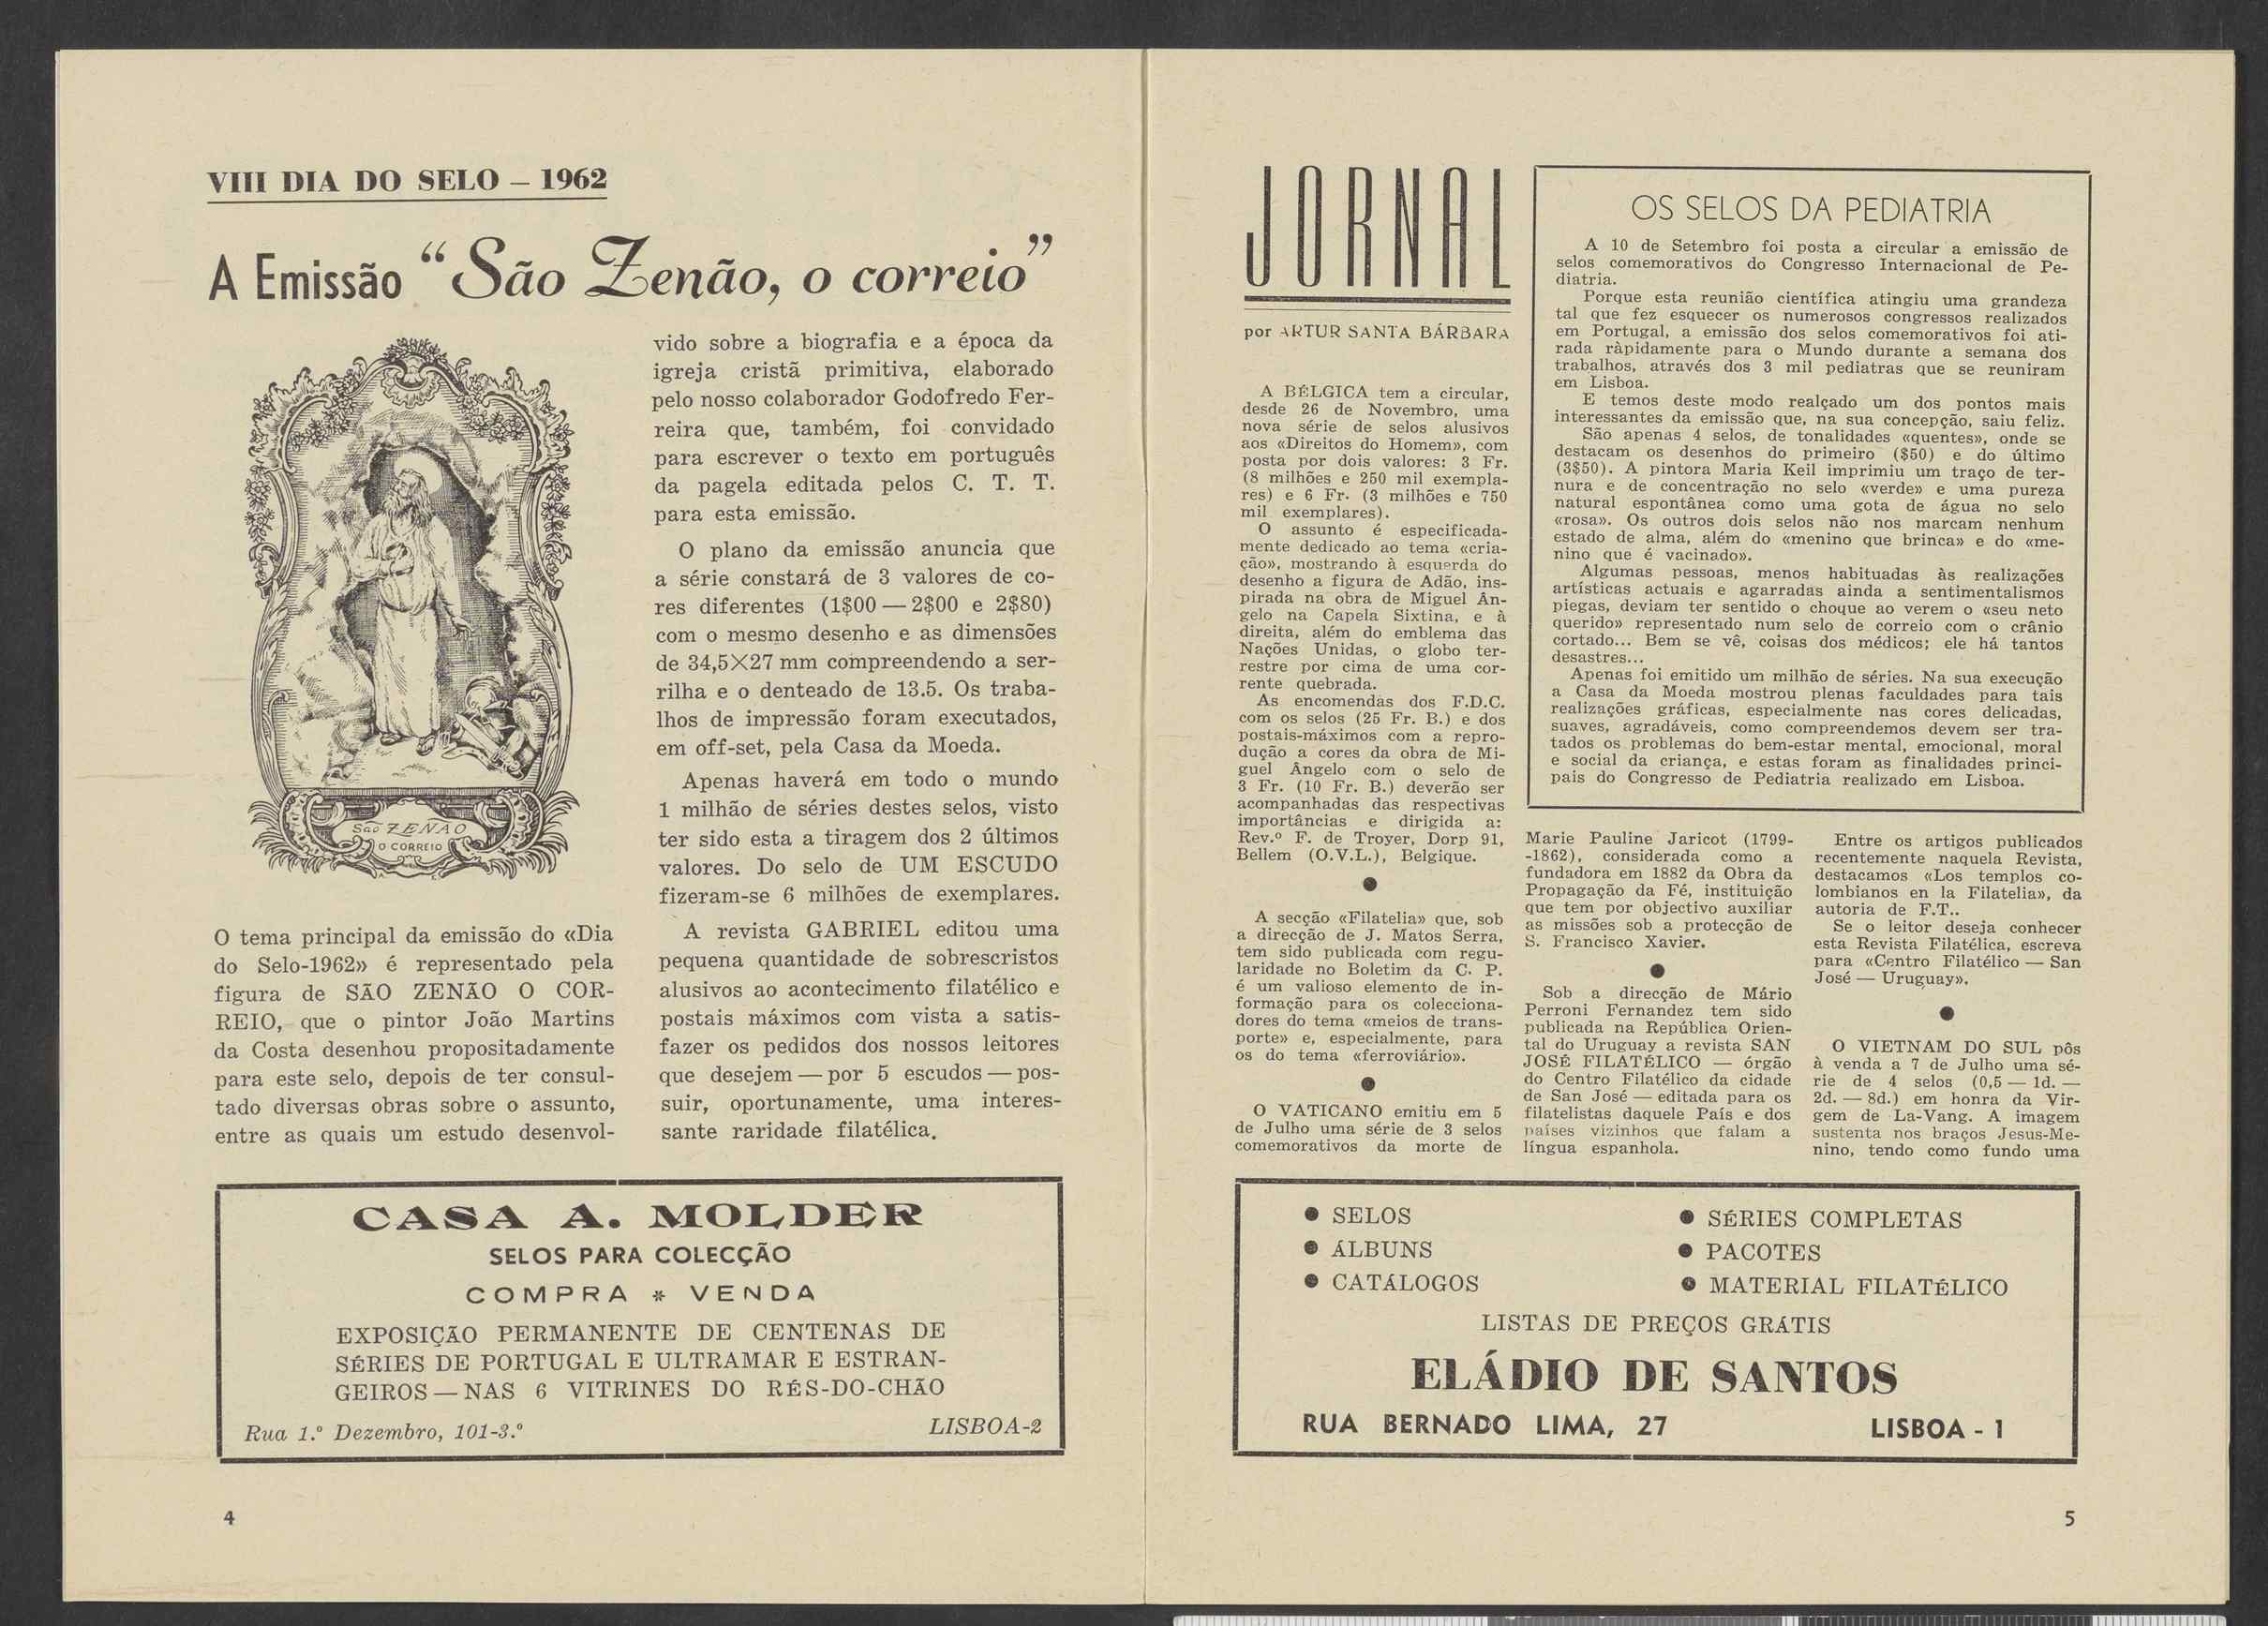 VIII DIA DO SELO — 1962
A Emissão “São Zenão, o correio”
São ZENÃO
O CORREIO
O tema principal da emissão do «Dia
do Selo-1962» é representado pela
figura de SÃO ZENÃO O COR-
REIO, que o pintor João Martins
da Costa desenhou propositadamente
para este selo, depois de ter consul-
tado diversas obras sobre o assunto,
entre as quais um estudo desenvol-
vido sobre a biografia e a época da
igreja cristã primitiva, elaborado
pelo nosso colaborador Godofredo Fer-
reira que, também, foi convidado
para escrever o texto em português
da pagela editada pelos C. T. T.
para esta emissão.
O plano da emissão anuncia que
a série constará de 3 valores de co-
res diferentes (1$00 — 2$00 e 2$80)
com o mesmo desenho e as dimensões
de 34,5×27 mm compreendendo a ser-
rilha e o denteado de 13.5. Os traba-
lhos de impressão foram executados,
em off-set, pela Casa da Moeda.
Apenas haverá em todo o mundo
1 milhão de séries destes selos, visto
ter sido esta a tiragem dos 2 últimos
valores. Do selo de UM ESCUDO
fizeram-se 6 milhões de exemplares.
A revista GABRIEL editou uma
pequena quantidade de sobrescristos
alusivos ao acontecimento filatélico e
postais máximos com vista a satis-
fazer os pedidos dos nossos leitores
que desejem — por 5 escudos — pos-
suir, oportunamente, uma interes-
sante raridade filatélica.
CASA A. MOLDER
SELOS PARA COLECÇÃO
COMPRA * VENDA
EXPOSIÇÃO PERMANENTE DE CENTENAS DE
SÉRIES DE PORTUGAL E ULTRAMAR E ESTRAN-
GEIROS — NAS 6 VITRINES DO RÉS-DO-CHÃO
Rua 1.º Dezembro, 101-3.º LISBOA-2
4
JORNAL
por ARTUR SANTA BÁRBARA
A BÉLGICA tem a circular,
desde 26 de Novembro, uma
nova série de selos alusivos
aos «Direitos do Homem», com
posta por dois valores: 3 Fr.
(8 milhões e 250 mil exempla-
res) e 6 Fr. (3 milhões e 750
mil exemplares).
O assunto é especificada-
mente dedicado ao tema «cria-
ção», mostrando à esquerda do
desenho a figura de Adão, ins-
pirada na obra de Miguel Ân-
gelo na Capela Sixtina, e à
direita, além do emblema das
Nações Unidas, o globo ter-
restre por cima de uma cor-
rente quebrada.
As encomendas dos F.D.C.
com os selos (25 Fr. B.) e dos
postais-máximos com a repro-
dução a cores da obra de Mi-
guel Ângelo com o selo de
3 Fr. (10 Fr. B.) deverão ser
acompanhadas das respectivas
importâncias e dirigida a:
Rev.º F. de Troyer, Dorp 91,
Bellem (O.V.L.), Belgique.
●
A secção «Filatelia» que, sob
a direcção de J. Matos Serra,
tem sido publicada com regu-
laridade no Boletim da C. P.
é um valioso elemento de in-
formação para os colecciona-
dores do tema «meios de trans-
porte» e, especialmente, para
os do tema «ferroviário».
●
O VATICANO emitiu em 5
de Julho uma série de 3 selos
comemorativos da morte de
OS SELOS DA PEDIATRIA
A 10 de Setembro foi posta a circular a emissão de
selos comemorativos do Congresso Internacional de Pe-
diatria.
Porque esta reunião científica atingiu uma grandeza
tal que fez esquecer os numerosos congressos realizados
em Portugal, a emissão dos selos comemorativos foi ati-
rada ràpidamente para o Mundo durante a semana dos
trabalhos, através dos 3 mil pediatras que se reuniram
em Lisboa.
E temos deste modo realçado um dos pontos mais
interessantes da emissão que, na sua concepção, saiu feliz.
São apenas 4 selos, de tonalidades «quentes», onde se
destacam os desenhos do primeiro ($50) e do último
(3$50). A pintora Maria Keil imprimiu um traço de ter-
nura e de concentração no selo «verde» e uma pureza
natural espontânea como uma gota de água no selo
«rosa». Os outros dois selos não nos marcam nenhum
estado de alma, além do «menino que brinca» e do «me-
nino que é vacinado».
Algumas pessoas, menos habituadas às realizações
artísticas actuais e agarradas ainda a sentimentalismos
piegas, deviam ter sentido o choque ao verem o «seu neto
querido» representado num selo de correio com o crânio
cortado... Bem se vê, coisas dos médicos; ele há tantos
desastres...
Apenas foi emitido um milhão de séries. Na sua execução
a Casa da Moeda mostrou plenas faculdades para tais
realizações gráficas, especialmente nas cores delicadas,
suaves, agradáveis, como compreendemos devem ser tra-
tados os problemas do bem-estar mental, emocional, moral
e social da criança, e estas foram as finalidades princi-
pais do Congresso de Pediatria realizado em Lisboa.
Marie Pauline Jaricot (1799-
-1862), considerada como a
fundadora em 1882 da Obra da
Propagação da Fé, instituição
que tem por objectivo auxiliar
as missões sob a protecção de
S. Francisco Xavier.
●
Sob a direcção de Mário
Perroni Fernandez tem sido
publicada na República Orien-
tal do Uruguay a revista SAN
JOSÉ FILATÉLICO — órgão
do Centro Filatélico da cidade
de San José — editada para os
filatelistas daquele País e dos
países vizinhos que falam a
língua espanhola.
Entre os artigos publicados
recentemente naquela Revista,
destacamos «Los templos co-
lombianos en la Filatelia», da
autoria de F.T..
Se o leitor deseja conhecer
esta Revista Filatélica, escreva
para «Centro Filatélico — San
José — Uruguay».
●
O VIETNAM DO SUL pôs
à venda a 7 de Julho uma sé-
rie de 4 selos (0,5 — 1d. —
2d. — 8d.) em honra da Vir-
gem de La-Vang. A imagem
sustenta nos braços Jesus-Me-
nino, tendo como fundo uma
● SELOS ● SÉRIES COMPLETAS
● ÁLBUNS ● PACOTES
● CATÁLOGOS ● MATERIAL FILATÉLICO
LISTAS DE PREÇOS GRÁTIS
ELÁDIO DE SANTOS
RUA BERNADO LIMA, 27 LISBOA - 1
5